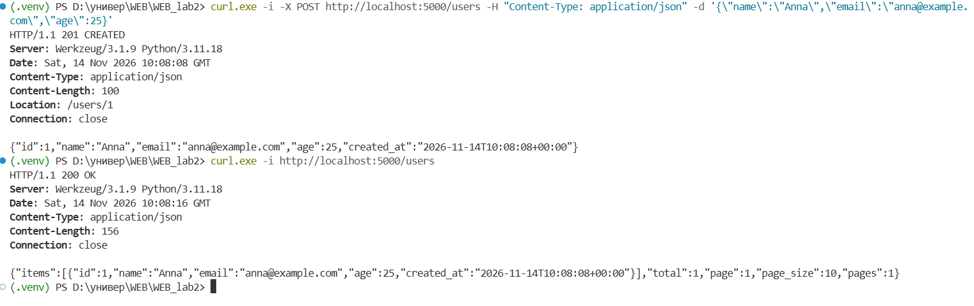 (.venv) PS D:\универ\WEB\WEB_lab2> curl.exe -i -X POST http://localhost:5000/users -H "Content-Type: application/json" -d '{\"name\":\"Anna\",\"email\":\"anna@example.
com\",\"age\":25}'
HTTP/1.1 201 CREATED
Server: Werkzeug/3.1.9 Python/3.11.18
Date: Sat, 14 Nov 2026 10:08:08 GMT
Content-Type: application/json
Content-Length: 100
Location: /users/1
Connection: close
{"id":1,"name":"Anna","email":"anna@example.com","age":25,"created_at":"2026-11-14T10:08:08+00:00"}
(.venv) PS D:\универ\WEB\WEB_lab2> curl.exe -i http://localhost:5000/users
HTTP/1.1 200 OK
Server: Werkzeug/3.1.9 Python/3.11.18
Date: Sat, 14 Nov 2026 10:08:16 GMT
Content-Type: application/json
Content-Length: 156
Connection: close
{"items":[{"id":1,"name":"Anna","email":"anna@example.com","age":25,"created_at":"2026-11-14T10:08:08+00:00"}],"total":1,"page":1,"page_size":10,"pages":1}
(.venv) PS D:\универ\WEB\WEB_lab2>